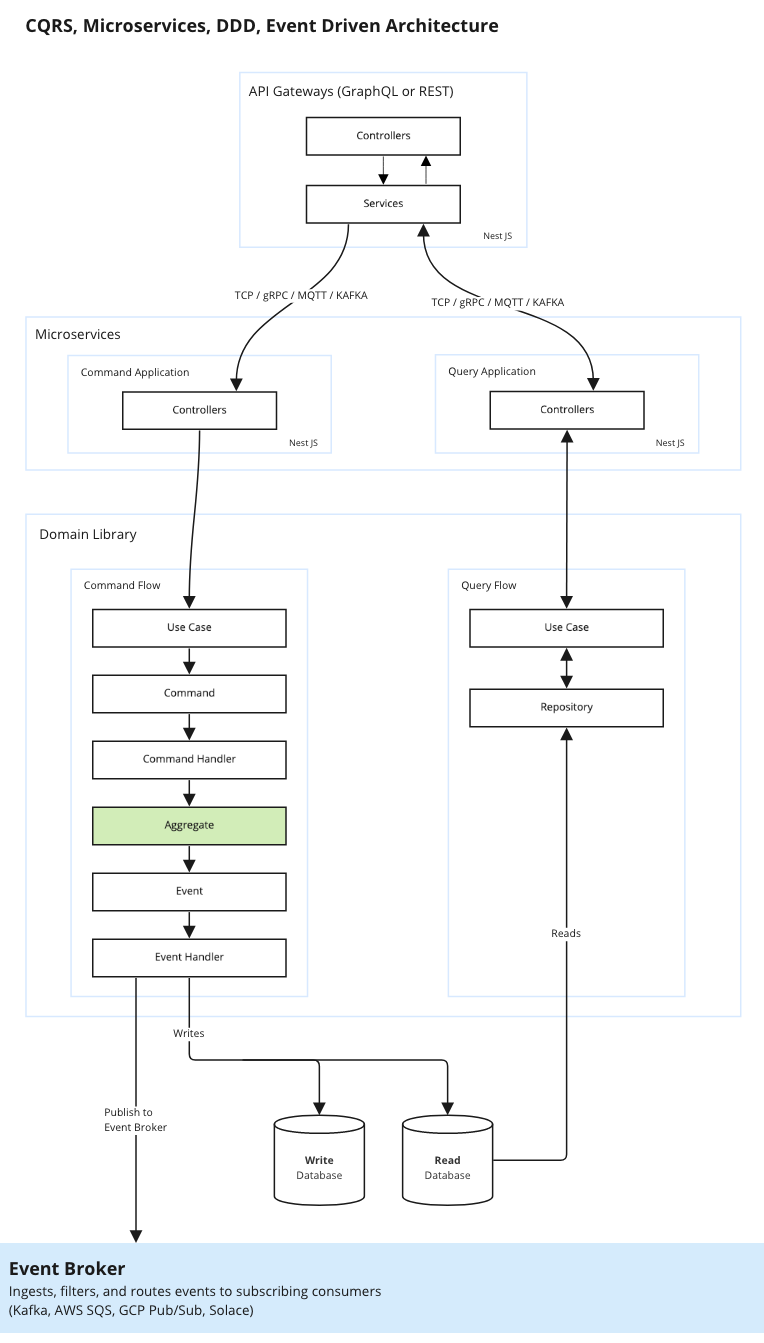 CQRS, Microservices, DDD, Event Driven Architecture
API Gateways (GraphQL or REST)
Controllers
Services
Nest JS
TCP / gRPC / MQTT / KAFKA
TCP / gRPC / MQTT / KAFKA
Microservices
Command Application
Controllers
Nest JS
Query Application
Controllers
Nest JS
Domain Library
Command Flow
Use Case
Command
Command Handler
Aggregate
Event
Event Handler
Query Flow
Use Case
Repository
Reads
Writes
Publish to
Event Broker
Write
Database
Read
Database
Event Broker
Ingests, filters, and routes events to subscribing consumers
(Kafka, AWS SQS, GCP Pub/Sub, Solace)